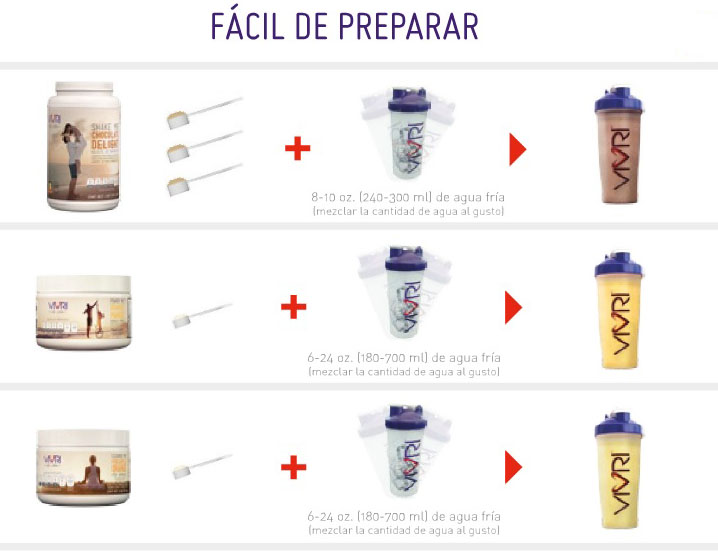 FÁCIL DE PREPARAR
VIVRI
SHAKE ME!
CHOCOLATE
DELIGHT
VIVRI
VIVRI
8-10 oz. (240-300 ml) de agua fría
(mezclar la cantidad de agua al gusto)
VIVRI
VIVRI
VIVRI
6-24 oz. (180-700 ml) de agua fría
(mezclar la cantidad de agua al gusto)
VIVRI
VIVRI
VIVRI
6-24 oz. (180-700 ml) de agua fría
(mezclar la cantidad de agua al gusto)